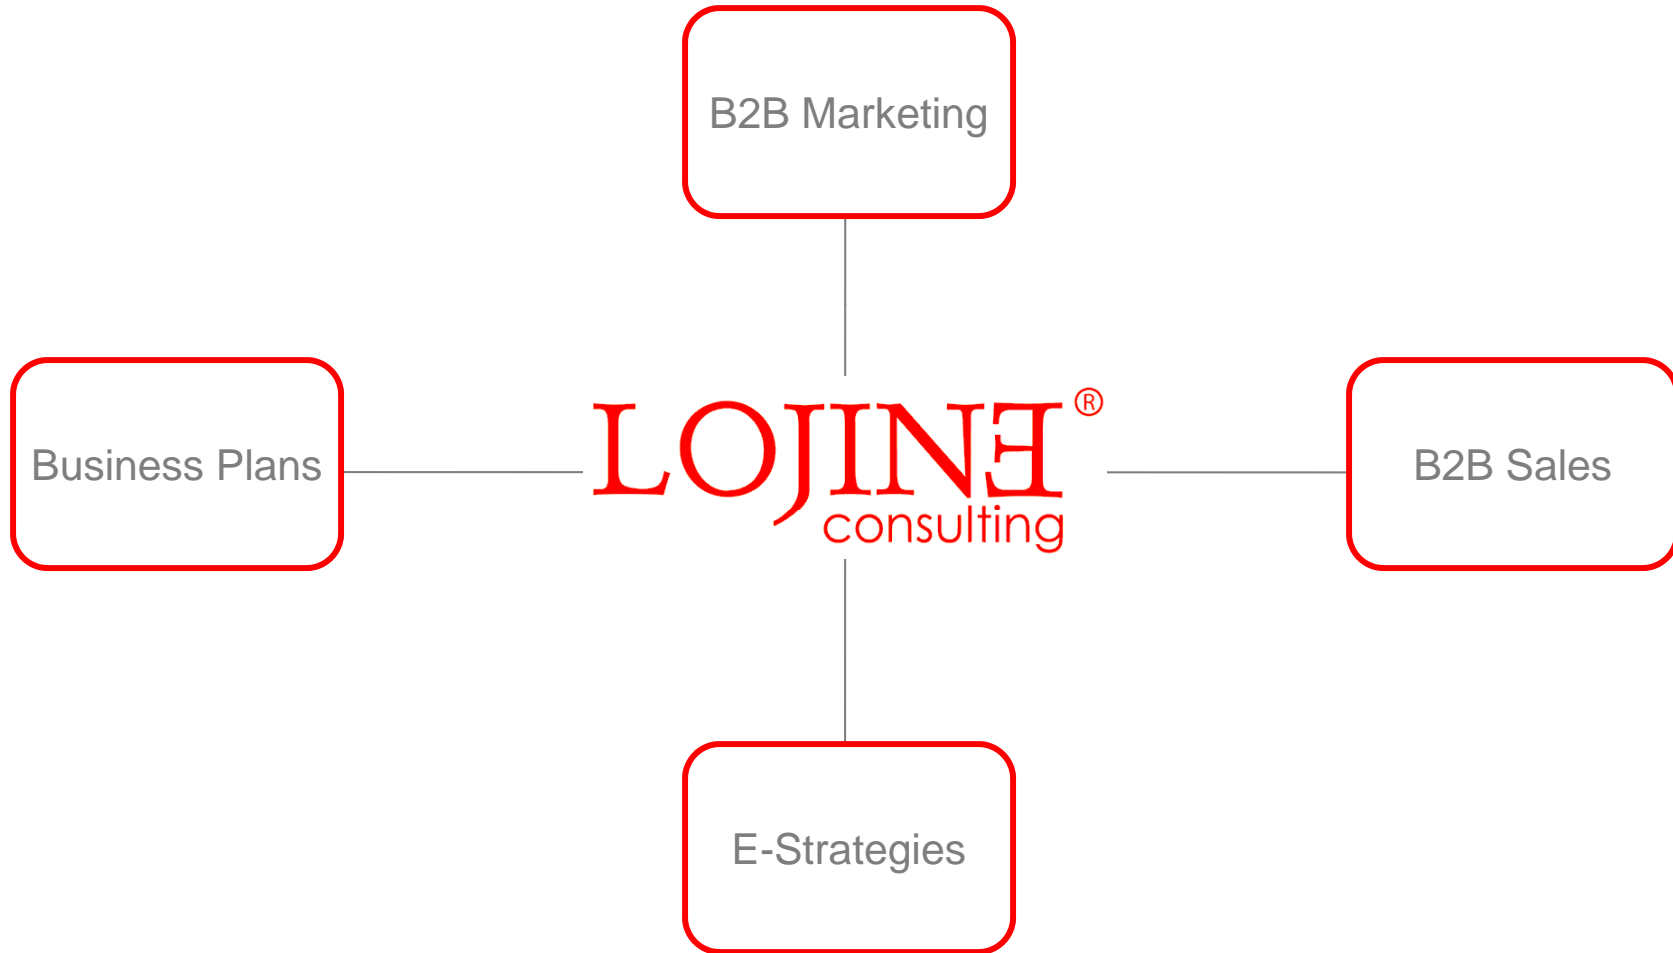 B2B Marketing
Business Plans
LOJINE®
consulting
B2B Sales
E-Strategies